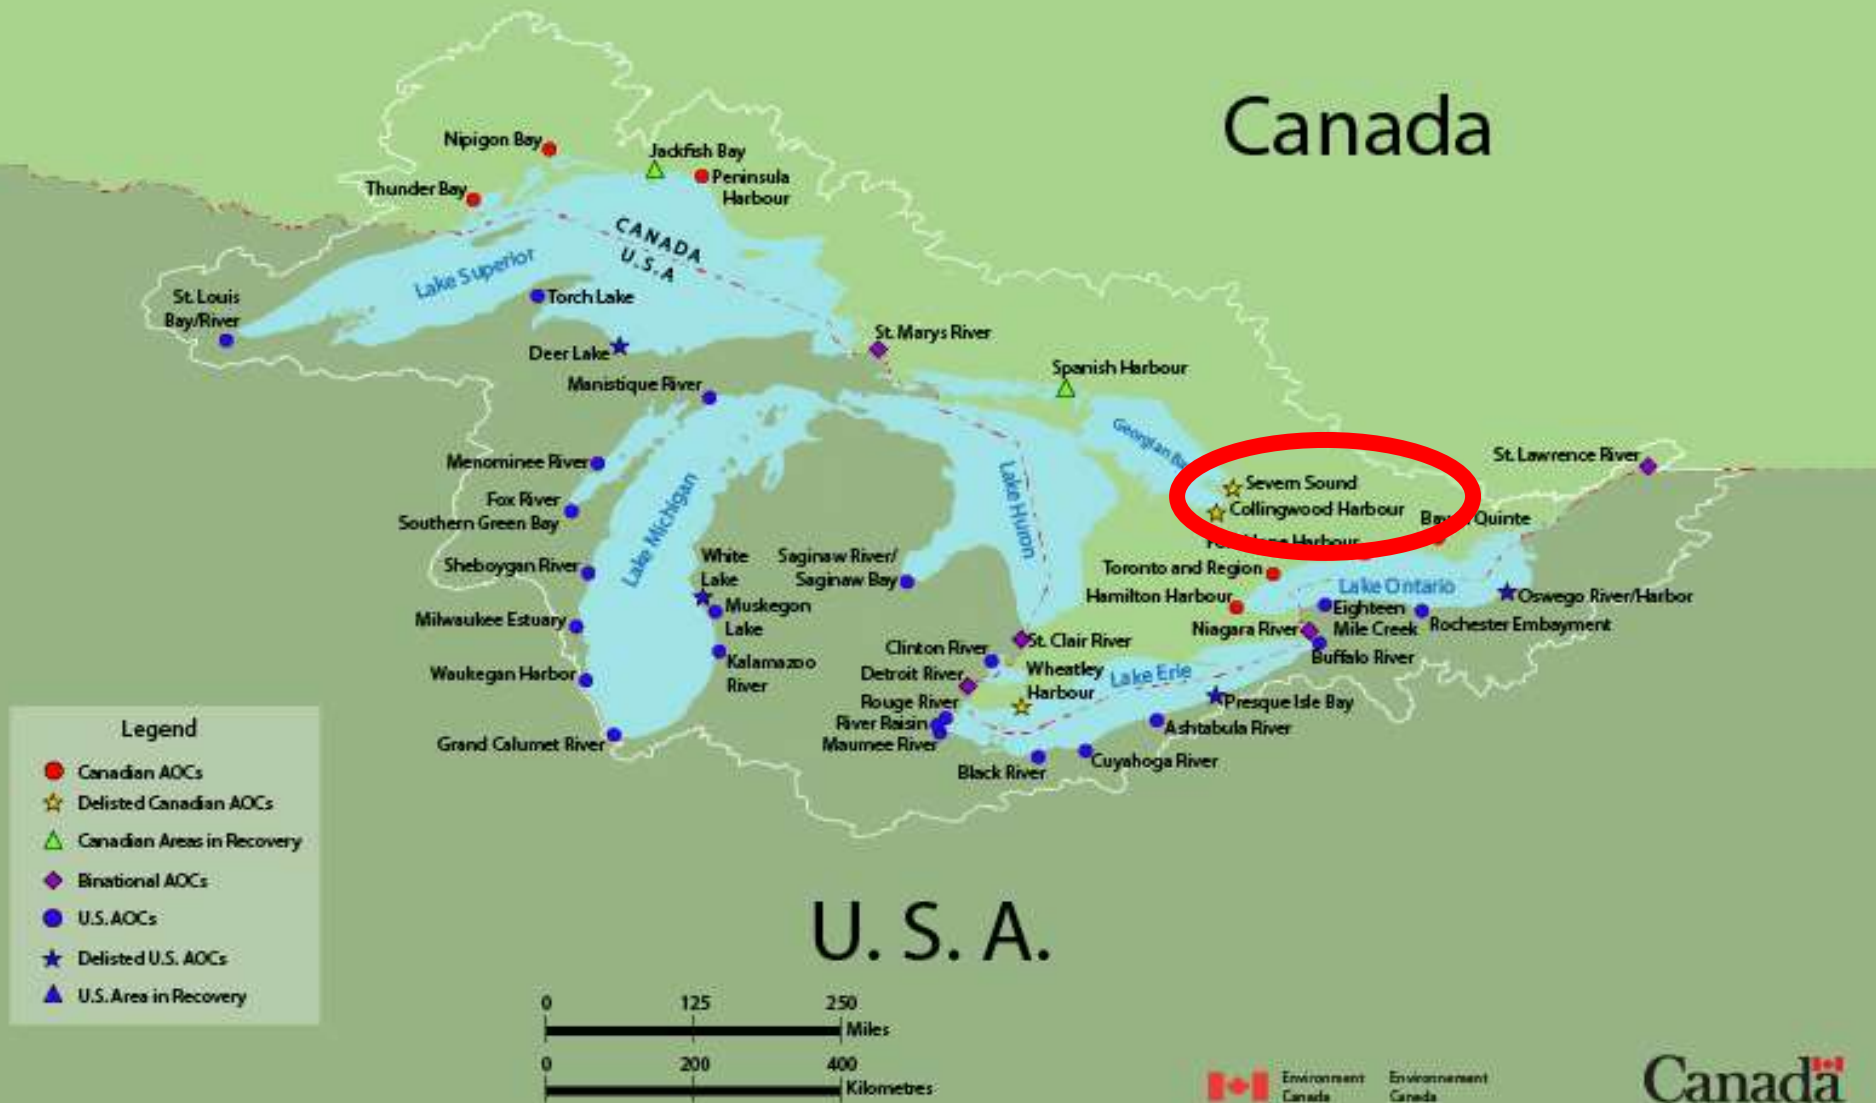 Canada
Nipigon Bay
Jackfish Bay
Peninsula
Harbour
Thunder Bay
CANADA
U.S.A
Lake Superior
St. Louis
Bay/River
Torch Lake
Deer Lake
St. Marys River
Manistique River
Spanish Harbour
Georgian
Menominee River
Severn Sound
Collingwood Harbour
St. Lawrence River
Fox River
Southern Green Bay
Lake Michigan
Lake Huron
Quinte
Harbour
Sheboygan River
White
Lake
Saginaw River/
Saginaw Bay
Toronto and Region
Lake Ontario
Hamilton Harbour
Oswego River/Harbor
Muskegon
Lake
Eighteen
Mile Creek
Rochester Embayment
Milwaukee Estuary
Niagara River
St. Clair River
Clinton River
Buffalo River
Kalamazoo
River
Waukegan Harbor
Detroit River
Wheatley
Harbour
Lake Erie
Rouge River
Presque Isle Bay
River Raisin
Ashtabula River
Maumee River
Grand Calumet River
Black River
Cuyahoga River
Legend
Canadian AOCs
Delisted Canadian AOCs
Canadian Areas in Recovery
Binational AOCs
U.S. AOCs
Delisted U.S. AOCs
U.S. Area in Recovery
U. S. A.
0 125 250
Miles
0 200 400
Kilometres
Environment
Canada
Environnement
Canada
Canada